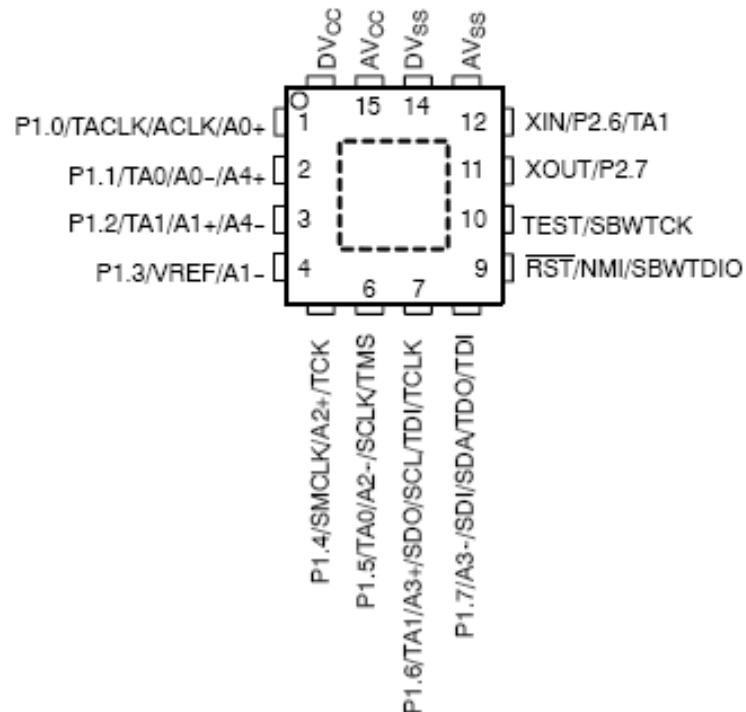 DVCC AVCC DVSS AVSS
15 14
P1.0/TACLK/ACLK/A0+ 1 12 XIN/P2.6/TA1
P1.1/TA0/A0-/A4+ 2 11 XOUT/P2.7
P1.2/TA1/A1+/A4- 3 10 TEST/SBWTCK
P1.3/VREF/A1- 4 9 R̅S̅T̅/NMI/SBWTDIO
6 7
P1.4/SMCLK/A2+/TCK
P1.5/TA0/A2-/SCLK/TMS
P1.6/TA1/A3+/SDO/SCL/TDI/TCLK
P1.7/A3-/SDI/SDA/TDO/TDI